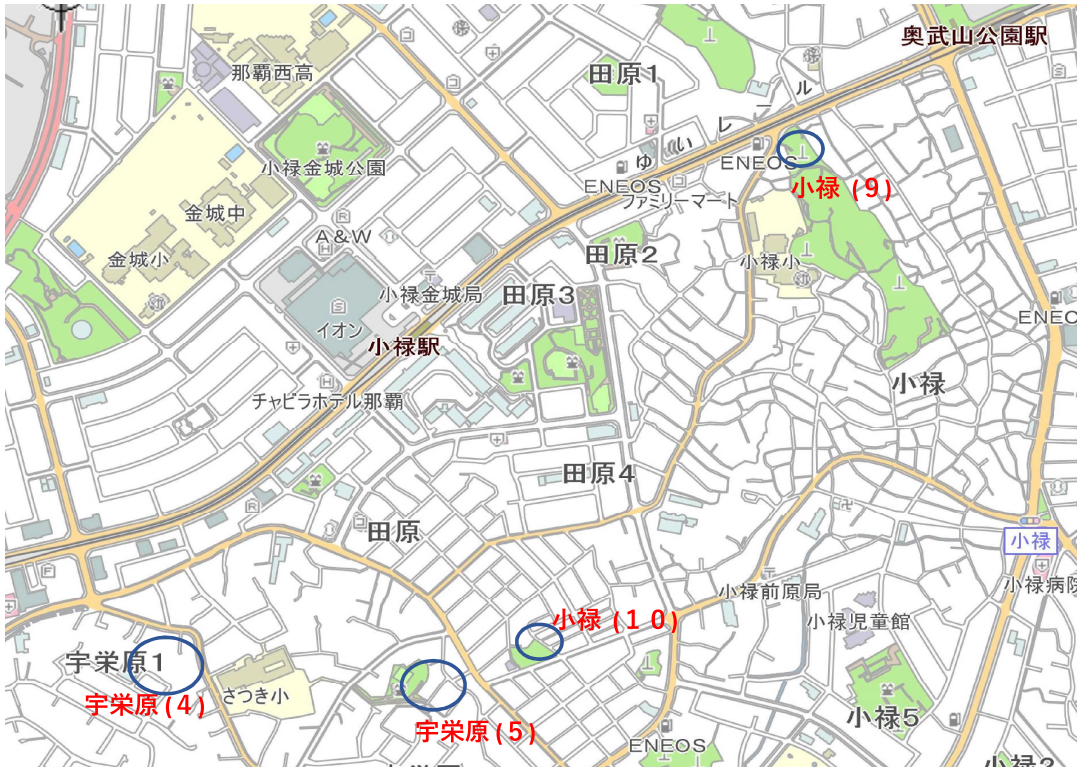 奥武山公園駅
那覇西高
田原1
ゆいレール
ENEOS
ENEOS
小禄金城公園
小禄(9)
ファミリーマート
金城中
A&W
田原2
小禄小
金城小
小禄金城局
田原3
イオン
ENEO
小禄駅
小禄
チャビラホテル那覇
田原4
田原
小禄
小禄病院
小禄前原局
小禄(10)
小禄児童館
宇栄原1
さつき小
宇栄原(4)
宇栄原(5)
小禄5
ENEOS